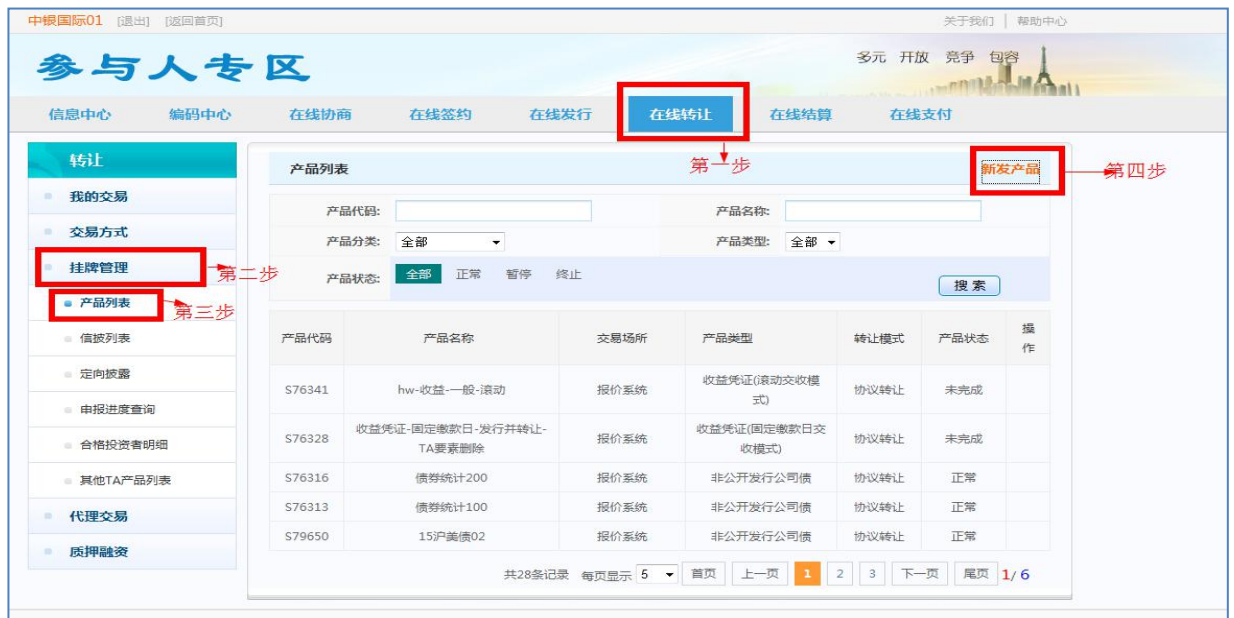 中银国际01 [退出] [返回首页]
关于我们 | 帮助中心
参与人专区
多元 开放 竞争 包容
信息中心 编码中心 在线协商 在线签约 在线发行 在线转让 在线结算 在线支付
转让
我的交易
交易方式
挂牌管理
第二步
产品列表
第三步
信披列表
定向披露
申报进度查询
合格投资者明细
其他TA产品列表
代理交易
质押融资
产品列表
第一步
新发产品
第四步
产品代码: 产品名称:
产品分类: 全部 产品类型: 全部
产品状态: 全部 正常 暂停 终止
搜 索
产品代码 产品名称 交易场所 产品类型 转让模式 产品状态 操作
S76341 hw-收益-一般-滚动 报价系统 收益凭证(滚动交收模式) 协议转让 未完成
S76328 收益凭证-固定缴款日-发行并转让-TA要素删除 报价系统 收益凭证(固定缴款日交收模式) 协议转让 未完成
S76316 债券统计200 报价系统 非公开发行公司债 协议转让 正常
S76313 债券统计100 报价系统 非公开发行公司债 协议转让 正常
S79650 15沪美债02 报价系统 非公开发行公司债 协议转让 正常
共28条记录 每页显示 5 首页 上一页 1 2 3 下一页 尾页 1/ 6